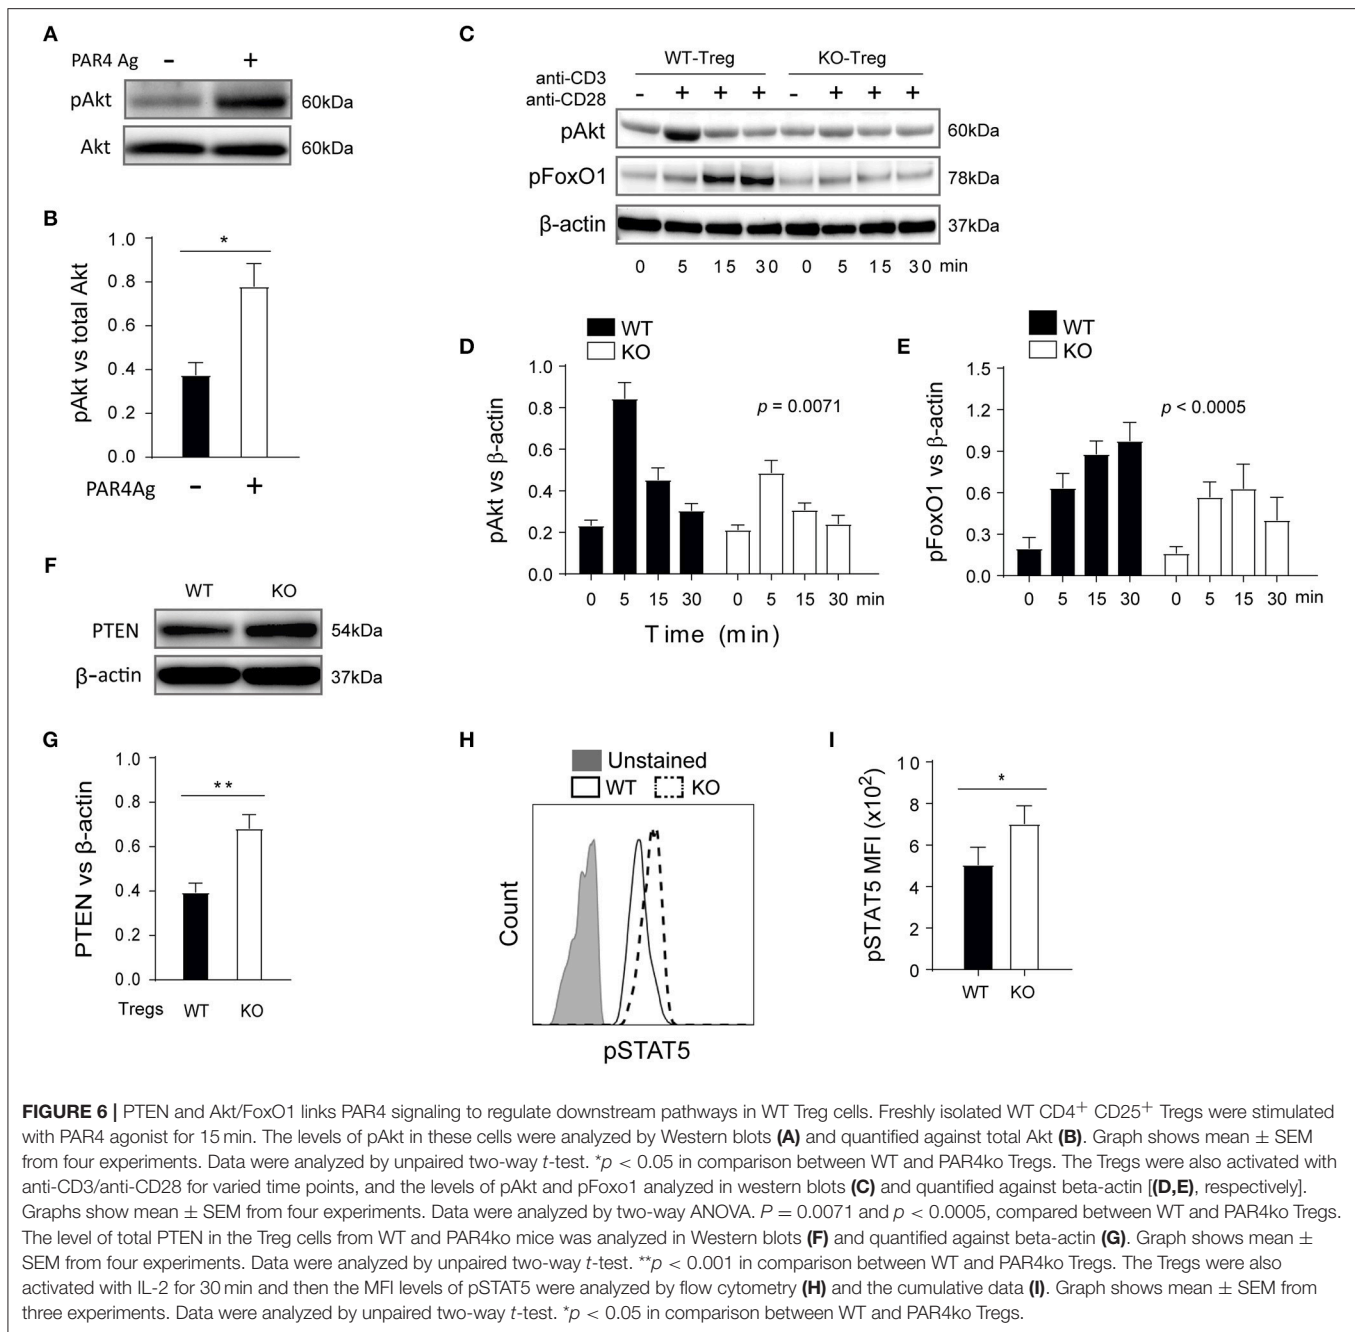 A
PAR4 Ag - +
pAkt 60kDa
Akt 60kDa
B
pAkt vs total Akt
1.0
0.8
0.6
0.4
0.2
0.0
*
PAR4Ag - +
C
WT-Treg KO-Treg
anti-CD3
anti-CD28 - + + + - + + +
pAkt 60kDa
pFoxO1 78kDa
β-actin 37kDa
0 5 15 30 0 5 15 30 min
D
WT
KO
pAkt vs β-actin
1.0
0.8
0.6
0.4
0.2
0.0
p = 0.0071
0 5 15 30 0 5 15 30 min
Time (min)
E
WT
KO
pFoxO1 vs β-actin
1.5
1.2
0.9
0.6
0.3
0.0
p < 0.0005
0 5 15 30 0 5 15 30 min
F
WT KO
PTEN 54kDa
β-actin 37kDa
G
PTEN vs β-actin
1.0
0.8
0.6
0.4
0.2
0.0
**
Tregs WT KO
H
Unstained
WT KO
Count
pSTAT5
I
pSTAT5 MFI (x10²)
10
8
6
4
2
0
*
WT KO
FIGURE 6 | PTEN and Akt/FoxO1 links PAR4 signaling to regulate downstream pathways in WT Treg cells. Freshly isolated WT CD4⁺ CD25⁺ Tregs were stimulated
with PAR4 agonist for 15 min. The levels of pAkt in these cells were analyzed by Western blots (A) and quantified against total Akt (B). Graph shows mean ± SEM
from four experiments. Data were analyzed by unpaired two-way t-test. *p < 0.05 in comparison between WT and PAR4ko Tregs. The Tregs were also activated with
anti-CD3/anti-CD28 for varied time points, and the levels of pAkt and pFoxo1 analyzed in western blots (C) and quantified against beta-actin [(D,E), respectively].
Graphs show mean ± SEM from four experiments. Data were analyzed by two-way ANOVA. P = 0.0071 and p < 0.0005, compared between WT and PAR4ko Tregs.
The level of total PTEN in the Treg cells from WT and PAR4ko mice was analyzed in Western blots (F) and quantified against beta-actin (G). Graph shows mean ±
SEM from four experiments. Data were analyzed by unpaired two-way t-test. **p < 0.001 in comparison between WT and PAR4ko Tregs. The Tregs were also
activated with IL-2 for 30 min and then the MFI levels of pSTAT5 were analyzed by flow cytometry (H) and the cumulative data (I). Graph shows mean ± SEM from
three experiments. Data were analyzed by unpaired two-way t-test. *p < 0.05 in comparison between WT and PAR4ko Tregs.